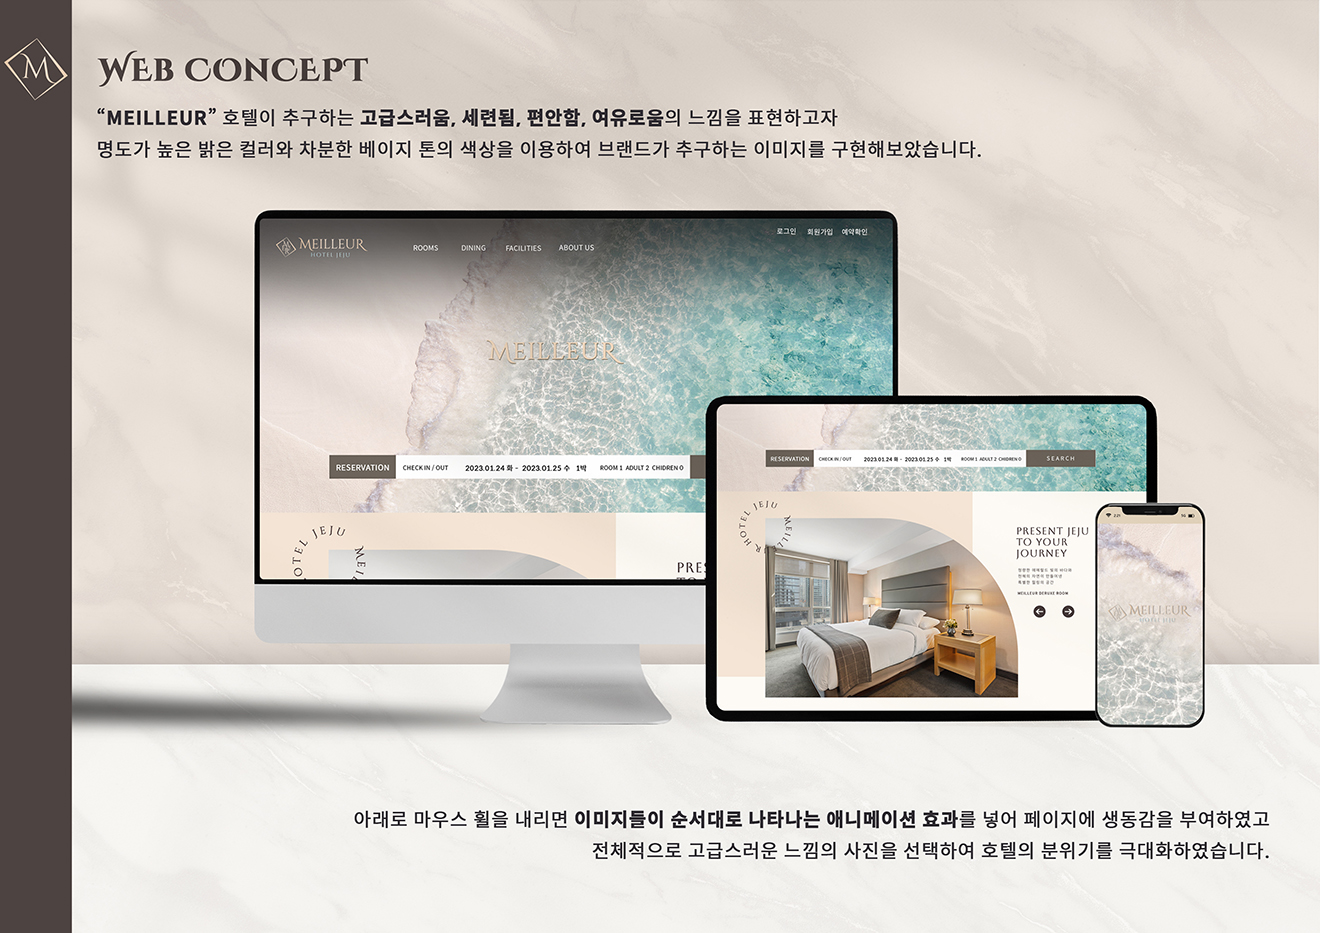 M
WEB CONCEPT
“MEILLEUR” 호텔이 추구하는 고급스러움, 세련됨, 편안함, 여유로움의 느낌을 표현하고자
명도가 높은 밝은 컬러와 차분한 베이지 톤의 색상을 이용하여 브랜드가 추구하는 이미지를 구현해보았습니다.
로그인 회원가입 예약확인
MEILLEUR
HOTEL JEJU
ROOMS DINING FACILITIES ABOUT US
MEILLEUR
RESERVATION CHECK IN / OUT 2023.01.24 화 - 2023.01.25 수 1박 ROOM 1 ADULT 2 CHIDREN 0
OTEL JEJU MEIL
PRES
TO
RESERVATION CHECK IN / OUT 2023.01.24 화 - 2023.01.25 수 1박 ROOM 1 ADULT 2 CHIDREN 0 SEARCH
HOTEL JEJU MEILL
PRESENT JEJU
TO YOUR
JOURNEY
MEILLEUR DERUXE ROOM
MEILLEUR
HOTEL JEJU
아래로 마우스 휠을 내리면 이미지들이 순서대로 나타나는 애니메이션 효과를 넣어 페이지에 생동감을 부여하였고
전체적으로 고급스러운 느낌의 사진을 선택하여 호텔의 분위기를 극대화하였습니다.